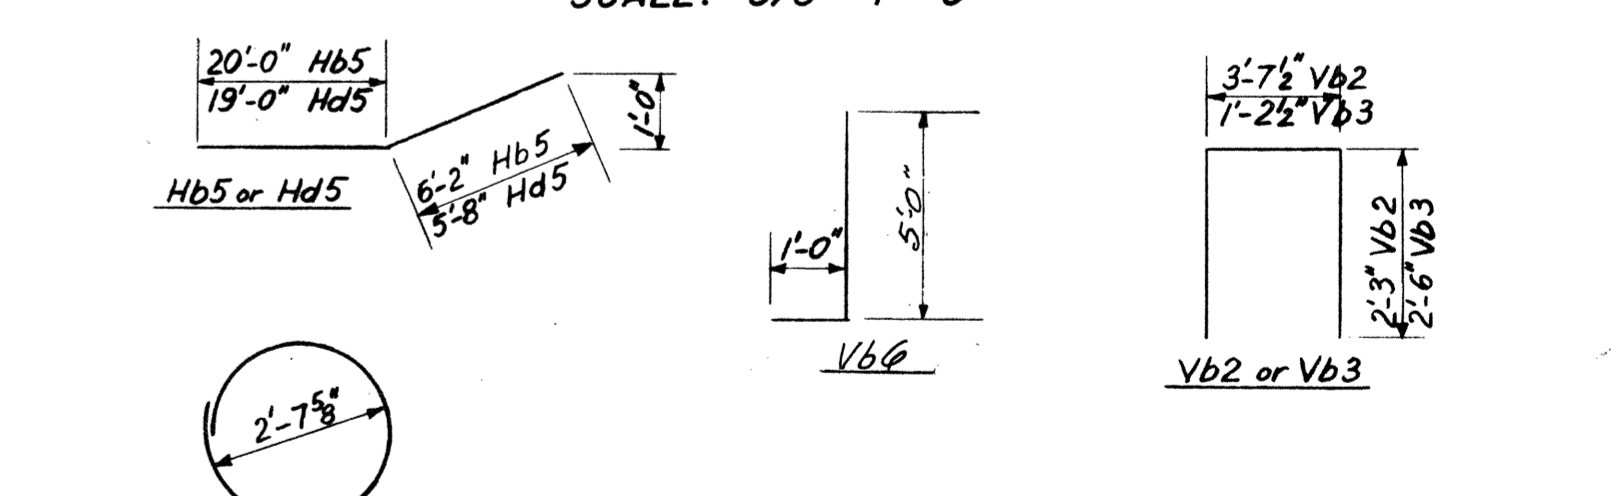 20'-0" Hb5
19'-0" Hd5
1'-0"
6'-2" Hb5
5'-8" Hd5
Hb5 or Hd5
1'-0"
5'-0"
Vb6
3'-7½" Vb2
1'-2½" Vb3
2'-3" Vb2
2'-6" Vb3
Vb2 or Vb3
2'-7⅝"